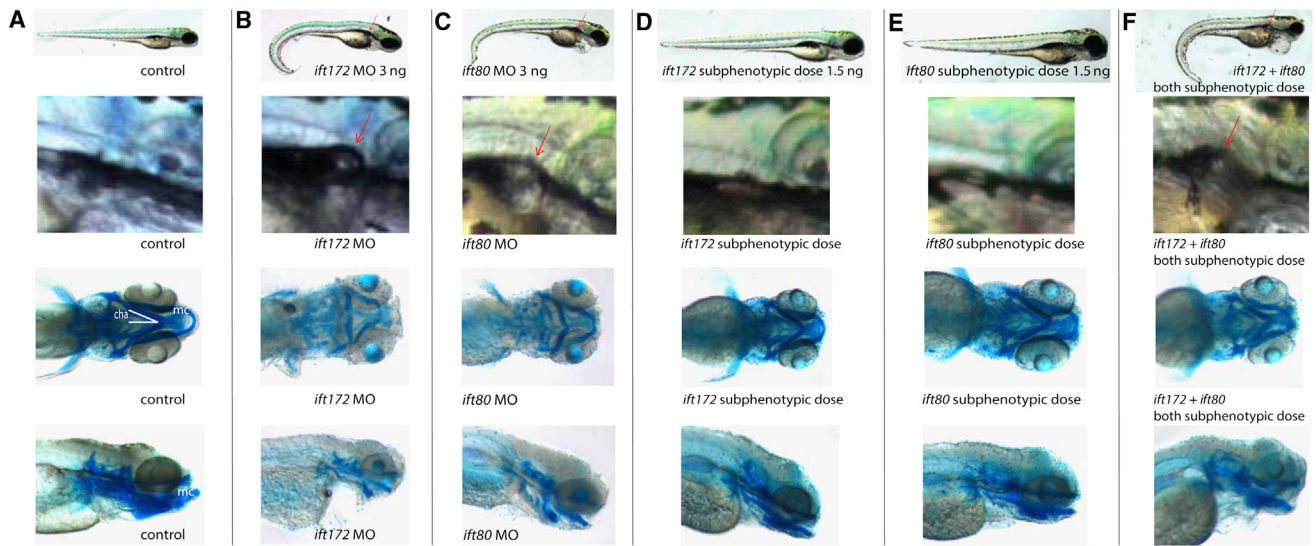 A B C D E F
control
ift172 MO 3 ng
ift80 MO 3 ng
ift172 subphenotypic dose 1.5 ng
ift80 subphenotypic dose 1.5 ng
ift172 + ift80
both subphenotypic dose
control
ift172 MO
ift80 MO
ift172 subphenotypic dose
ift80 subphenotypic dose
ift172 + ift80
both subphenotypic dose
cha
mc
control
ift172 MO
ift80 MO
ift172 subphenotypic dose
ift80 subphenotypic dose
ift172 + ift80
both subphenotypic dose
mc
control
ift172 MO
ift80 MO